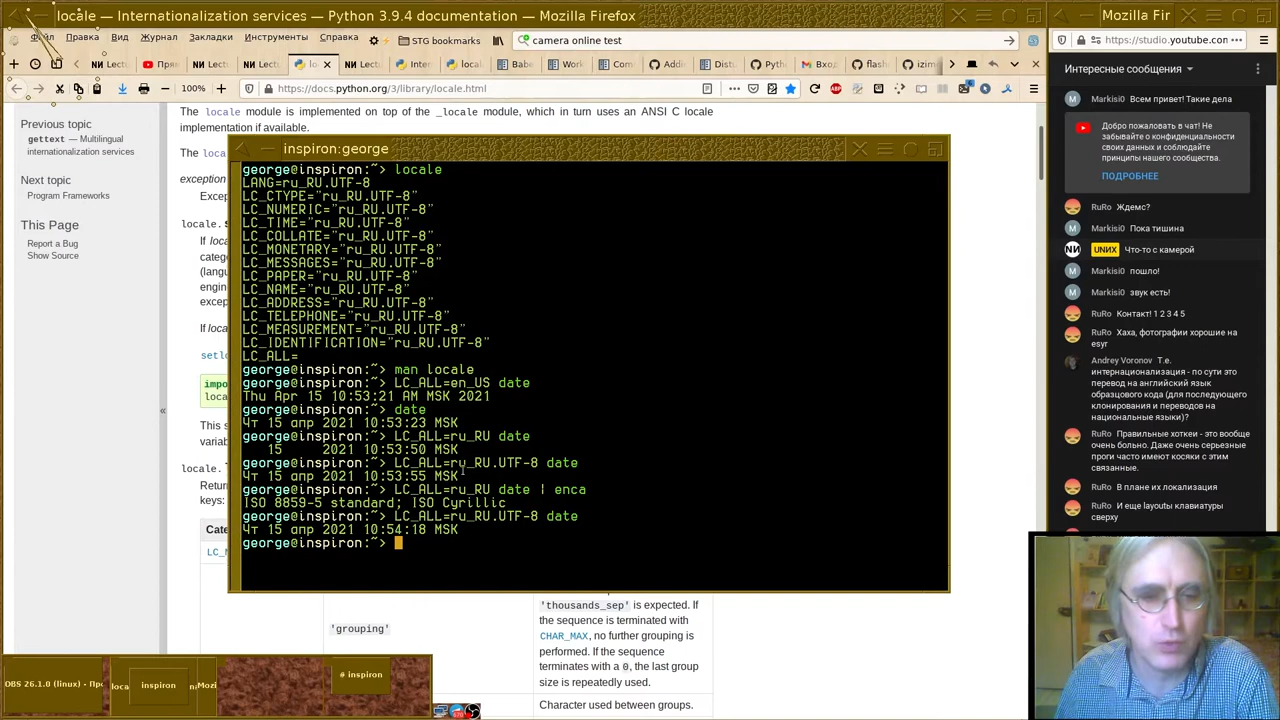 locale — Internationalization services — Python 3.9.4 documentation — Mozilla Firefox
Файл Правка Вид Журнал Закладки Инструменты Справка
STG bookmarks
camera online test
100%
https://docs.python.org/3/library/locale.html
The locale module is implemented on top of the _locale module, which in turn uses an ANSI C locale
implementation if available.
Previous topic
gettext — Multilingual
internationalization services
Next topic
Program Frameworks
This Page
Report a Bug
Show Source
inspiron:george
george@inspiron:~> locale
LANG=ru_RU.UTF-8
LC_CTYPE="ru_RU.UTF-8"
LC_NUMERIC="ru_RU.UTF-8"
LC_TIME="ru_RU.UTF-8"
LC_COLLATE="ru_RU.UTF-8"
LC_MONETARY="ru_RU.UTF-8"
LC_MESSAGES="ru_RU.UTF-8"
LC_PAPER="ru_RU.UTF-8"
LC_NAME="ru_RU.UTF-8"
LC_ADDRESS="ru_RU.UTF-8"
LC_TELEPHONE="ru_RU.UTF-8"
LC_MEASUREMENT="ru_RU.UTF-8"
LC_IDENTIFICATION="ru_RU.UTF-8"
LC_ALL=
george@inspiron:~> man locale
george@inspiron:~> LC_ALL=en_US date
Thu Apr 15 10:53:21 AM MSK 2021
george@inspiron:~> date
Чт 15 апр 2021 10:53:23 MSK
george@inspiron:~> LC_ALL=ru_RU date
15 2021 10:53:50 MSK
george@inspiron:~> LC_ALL=ru_RU.UTF-8 date
Чт 15 апр 2021 10:53:55 MSK
george@inspiron:~> LC_ALL=ru_RU date | enca
ISO 8859-5 standard; ISO Cyrillic
george@inspiron:~> LC_ALL=ru_RU.UTF-8 date
Чт 15 апр 2021 10:54:18 MSK
george@inspiron:~>
'grouping'
'thousands_sep' is expected. If
the sequence is terminated with
CHAR_MAX, no further grouping is
performed. If the sequence
terminates with a 0, the last group
size is repeatedly used.
Character used between groups.
Mozilla Fir
https://studio.youtube.com
Интересные сообщения
Markisi0 Всем привет! Такие дела
Добро пожаловать в чат! Не
забывайте о конфиденциальности
своих данных и соблюдайте
принципы нашего сообщества.
ПОДРОБНЕЕ
RuRo Ждемс?
Markisi0 Пока тишина
UNИX Что-то с камерой
Markisi0 пошло!
Markisi0 звук есть!
RuRo Контакт! 1 2 3 4 5
RuRo Хаха, фотографии хорошие на
esyr
Andrey Voronov Т.е.
интернационализация - по сути это
перевод на английский язык
образцового кода (для последующего
клонирования и переводов на
национальные языки)?
RuRo Правильные хоткеи - это вообще
очень больно. Даже очень серьезные
проги часто имеют косяки с этим
связанные.
RuRo В плане их локализация
RuRo И еще layoutы клавиатуры
сверху
OBS 26.1.0 (linux) - Пр
inspiron
# inspiron